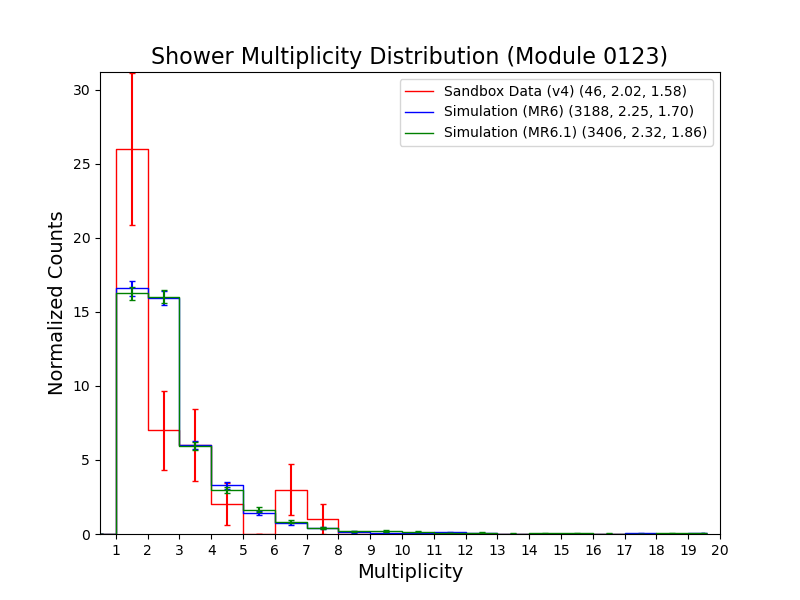 Shower Multiplicity Distribution (Module 0123)
Sandbox Data (v4) (46, 2.02, 1.58)
Simulation (MR6) (3188, 2.25, 1.70)
Simulation (MR6.1) (3406, 2.32, 1.86)
Normalized Counts
30
25
20
15
10
5
0
1 2 3 4 5 6 7 8 9 10 11 12 13 14 15 16 17 18 19 20
Multiplicity